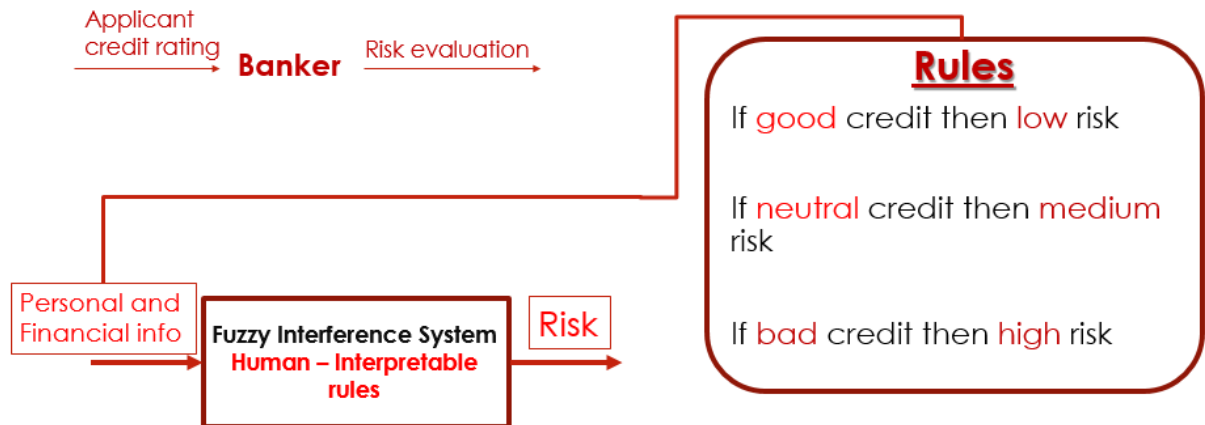 Applicant
credit rating
Banker
Risk evaluation
Rules
If good credit then low risk
If neutral credit then medium
risk
If bad credit then high risk
Personal and
Financial info
Fuzzy Interference System
Human – Interpretable
rules
Risk